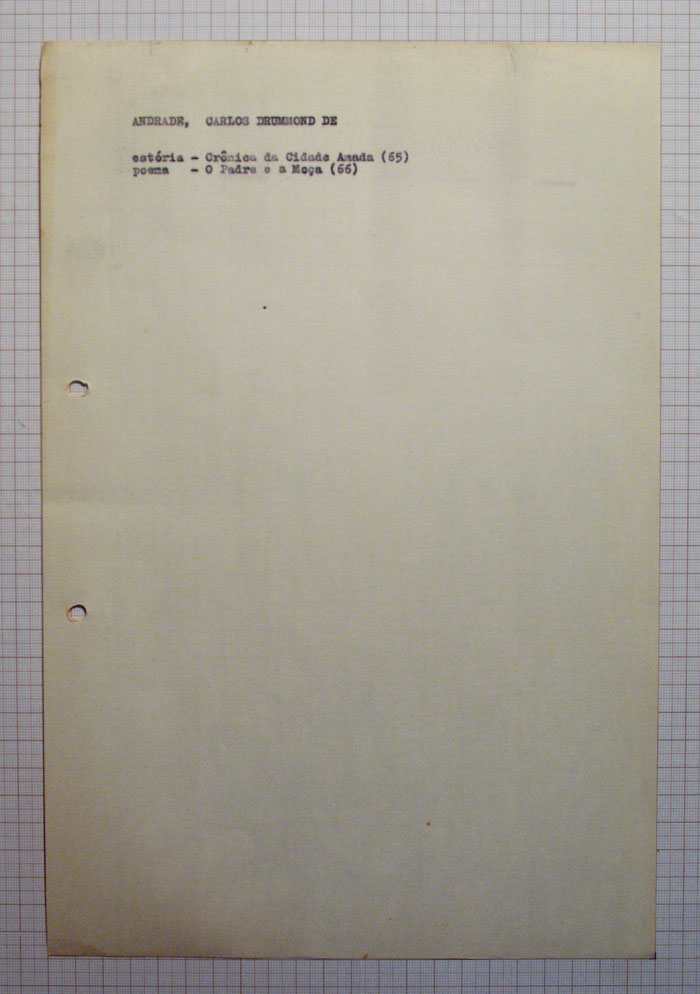 ANDRADE, CARLOS DRUMMOND DE
estória - Crônica da Cidade Amada (65)
poema - O Padre e a Moça (66)